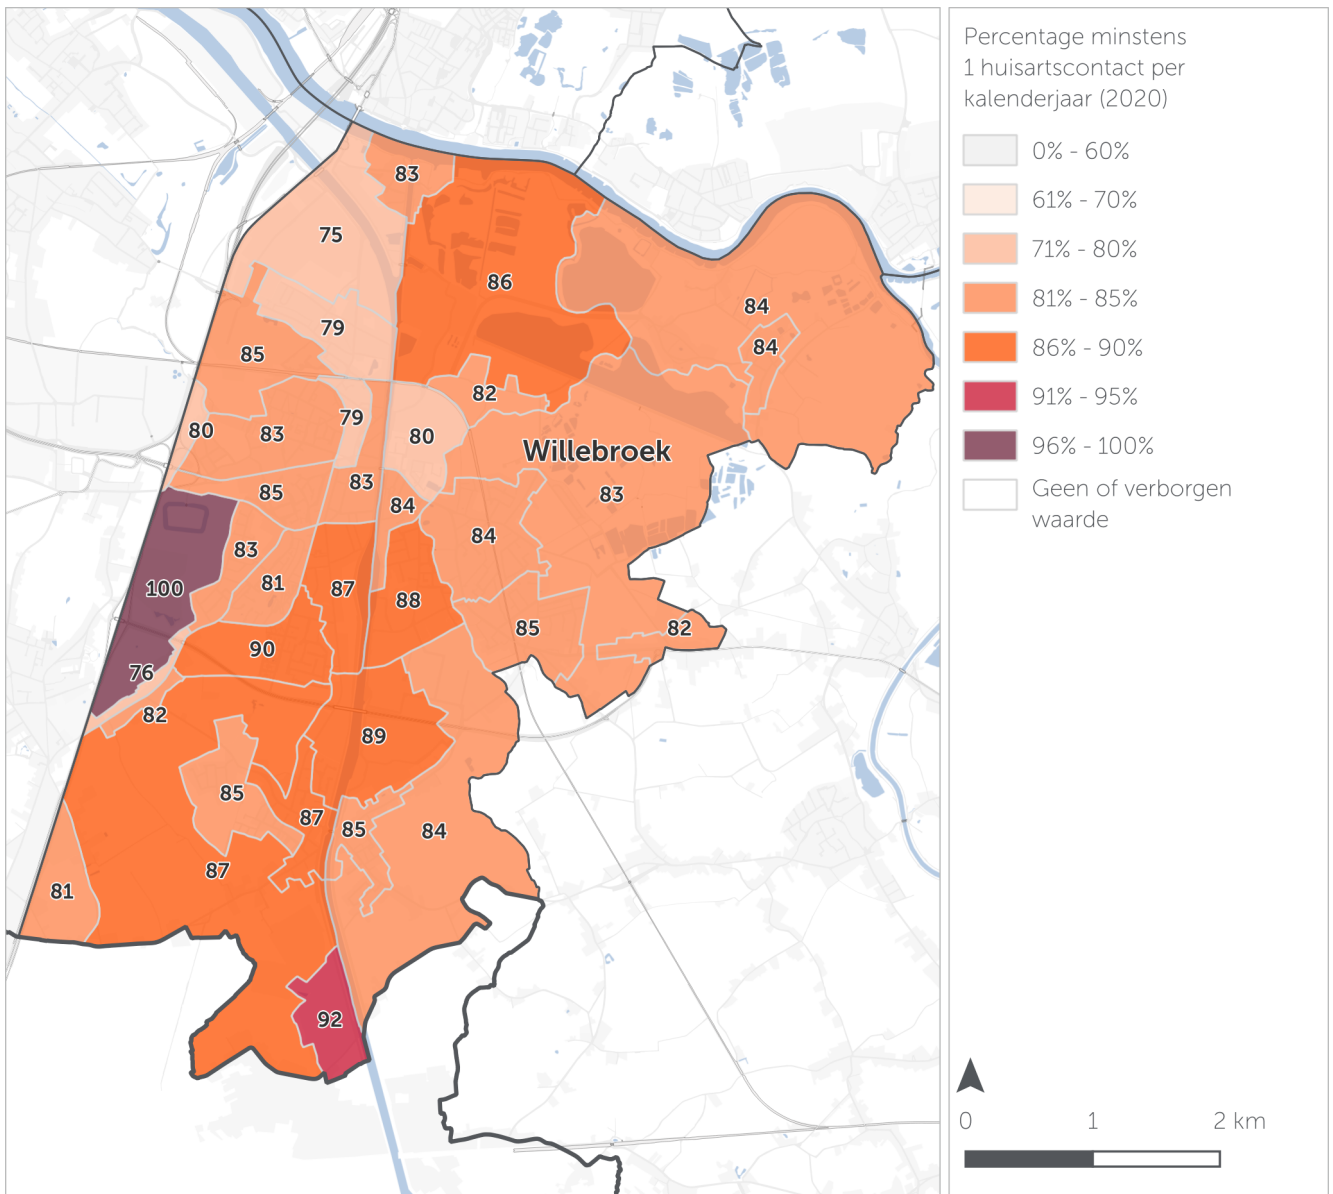 83
75
86
84
79
84
85
82
79
80
80
83
Willebroek
85
83
83
84
84
83
81
87
88
100
85
82
90
76
82
89
85
87
85
84
87
81
92
Percentage minstens
1 huisartscontact per
kalenderjaar (2020)
0% - 60%
61% - 70%
71% - 80%
81% - 85%
86% - 90%
91% - 95%
96% - 100%
Geen of verborgen
waarde
0 1 2 km